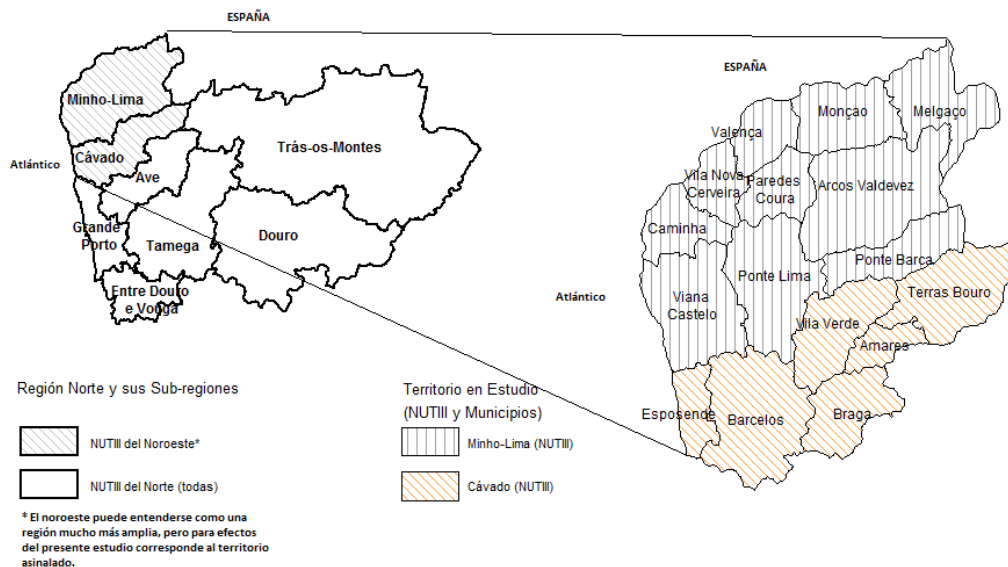 ESPAÑA
Minho-Lima
Cávado
Atlántico
Ave
Trás-os-Montes
Grande
Porto
Tamega
Douro
Entre Douro
e Vouga
ESPAÑA
Monçao
Melgaço
Valença
Vila Nova
Cerveira
Paredes
Coura
Arcos Valdevez
Caminha
Ponte Barca
Ponte Lima
Atlántico
Viana
Castelo
Terras Bouro
Vila Verde
Amares
Esposende
Barcelos
Braga
Región Norte y sus Sub-regiones
NUTIII del Noroeste*
NUTIII del Norte (todas)
* El noroeste puede entenderse como una
región mucho más amplia, pero para efectos
del presente estudio corresponde al territorio
asinalado.
Territorio en Estudio
(NUTIII y Municipios)
Minho-Lima (NUTIII)
Cávado (NUTIII)